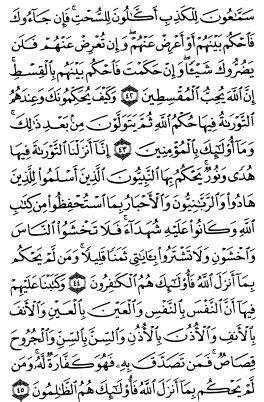 سَمَّٰعُونَ لِلْكَذِبِ أَكَّٰلُونَ لِلسُّحْتِ ۚ فَإِن جَآءُوكَ
فَٱحْكُم بَيْنَهُمْ أَوْ أَعْرِضْ عَنْهُمْ ۖ وَإِن تُعْرِضْ عَنْهُمْ فَلَن
يَضُرُّوكَ شَيْـًٔا ۖ وَإِنْ حَكَمْتَ فَٱحْكُم بَيْنَهُم بِٱلْقِسْطِ ۚ
إِنَّ ٱللَّهَ يُحِبُّ ٱلْمُقْسِطِينَ ٤٢ وَكَيْفَ يُحَكِّمُونَكَ وَعِندَهُمُ
ٱلتَّوْرَىٰةُ فِيهَا حُكْمُ ٱللَّهِ ثُمَّ يَتَوَلَّوْنَ مِنۢ بَعْدِ ذَٰلِكَ ۚ
وَمَآ أُو۟لَٰٓئِكَ بِٱلْمُؤْمِنِينَ ٤٣ إِنَّآ أَنزَلْنَا ٱلتَّوْرَىٰةَ فِيهَا
هُدًى وَنُورٌ ۚ يَحْكُمُ بِهَا ٱلنَّبِيُّونَ ٱلَّذِينَ أَسْلَمُوا۟ لِلَّذِينَ
هَادُوا۟ وَٱلرَّبَّٰنِيُّونَ وَٱلْأَحْبَارُ بِمَا ٱسْتُحْفِظُوا۟ مِن كِتَٰبِ
ٱللَّهِ وَكَانُوا۟ عَلَيْهِ شُهَدَآءَ ۚ فَلَا تَخْشَوُا۟ ٱلنَّاسَ
وَٱخْشَوْنِ وَلَا تَشْتَرُوا۟ بِـَٔايَٰتِى ثَمَنًا قَلِيلًا ۚ وَمَن لَّمْ يَحْكُم
بِمَآ أَنزَلَ ٱللَّهُ فَأُو۟لَٰٓئِكَ هُمُ ٱلْكَٰفِرُونَ ٤٤ وَكَتَبْنَا عَلَيْهِمْ
فِيهَآ أَنَّ ٱلنَّفْسَ بِٱلنَّفْسِ وَٱلْعَيْنَ بِٱلْعَيْنِ وَٱلْأَنفَ
بِٱلْأَنفِ وَٱلْأُذُنَ بِٱلْأُذُنِ وَٱلسِّنَّ بِٱلسِّنِّ وَٱلْجُرُوحَ
قِصَاصٌ ۚ فَمَن تَصَدَّقَ بِهِۦ فَهُوَ كَفَّارَةٌ لَّهُۥ ۚ وَمَن
لَّمْ يَحْكُم بِمَآ أَنزَلَ ٱللَّهُ فَأُو۟لَٰٓئِكَ هُمُ ٱلظَّٰلِمُونَ ٤٥